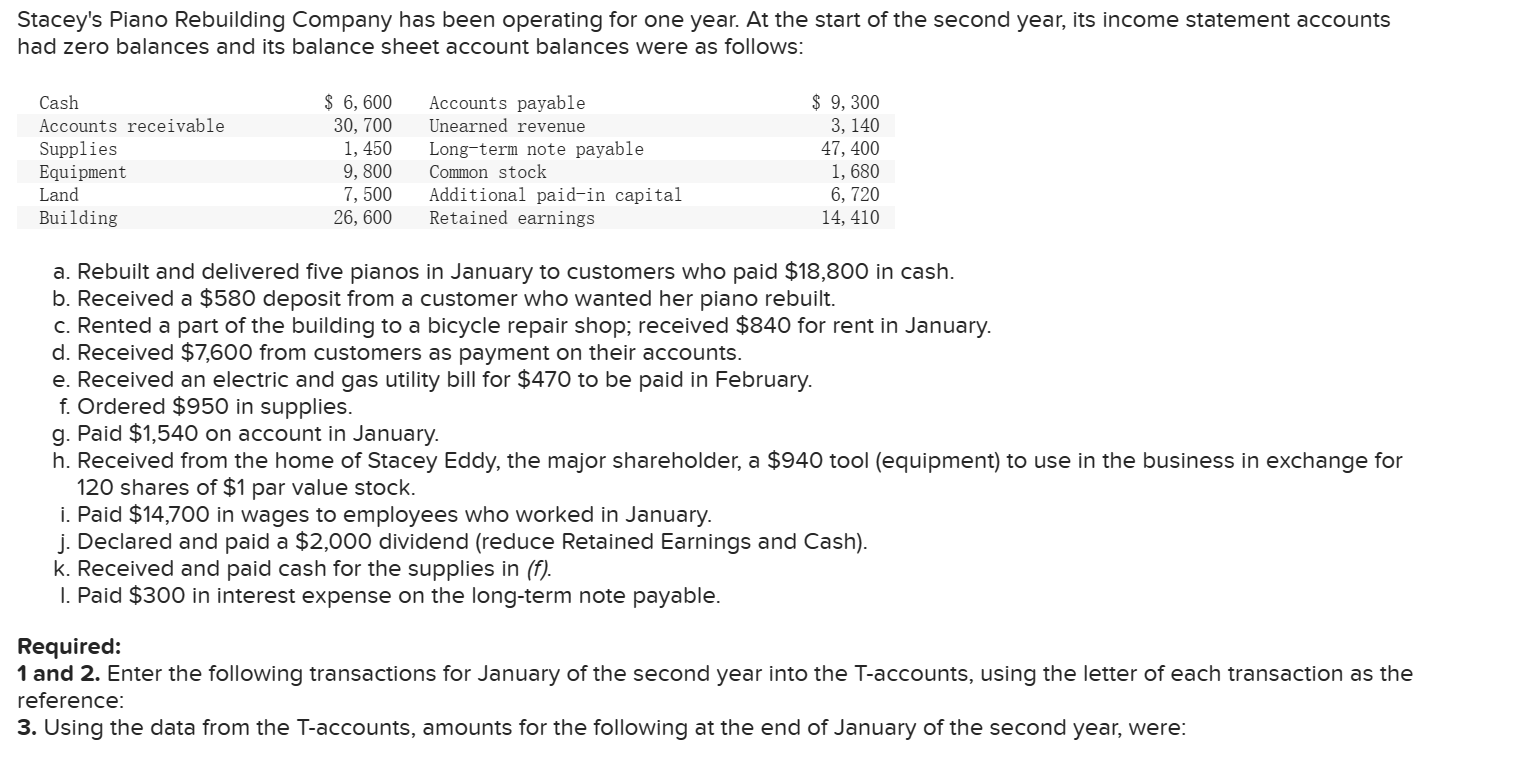 Stacey's Piano Rebuilding Company has been operating for one year. At the start of the second year, its income statement accounts
had zero balances and its balance sheet account balances were as follows:
Cash $ 6,600 Accounts payable $ 9,300
Accounts receivable 30,700 Unearned revenue 3,140
Supplies 1,450 Long-term note payable 47,400
Equipment 9,800 Common stock 1,680
Land 7,500 Additional paid-in capital 6,720
Building 26,600 Retained earnings 14,410
a. Rebuilt and delivered five pianos in January to customers who paid $18,800 in cash.
b. Received a $580 deposit from a customer who wanted her piano rebuilt.
c. Rented a part of the building to a bicycle repair shop; received $840 for rent in January.
d. Received $7,600 from customers as payment on their accounts.
e. Received an electric and gas utility bill for $470 to be paid in February.
f. Ordered $950 in supplies.
g. Paid $1,540 on account in January.
h. Received from the home of Stacey Eddy, the major shareholder, a $940 tool (equipment) to use in the business in exchange for
120 shares of $1 par value stock.
i. Paid $14,700 in wages to employees who worked in January.
j. Declared and paid a $2,000 dividend (reduce Retained Earnings and Cash).
k. Received and paid cash for the supplies in (f).
l. Paid $300 in interest expense on the long-term note payable.
Required:
1 and 2. Enter the following transactions for January of the second year into the T-accounts, using the letter of each transaction as the
reference:
3. Using the data from the T-accounts, amounts for the following at the end of January of the second year, were: